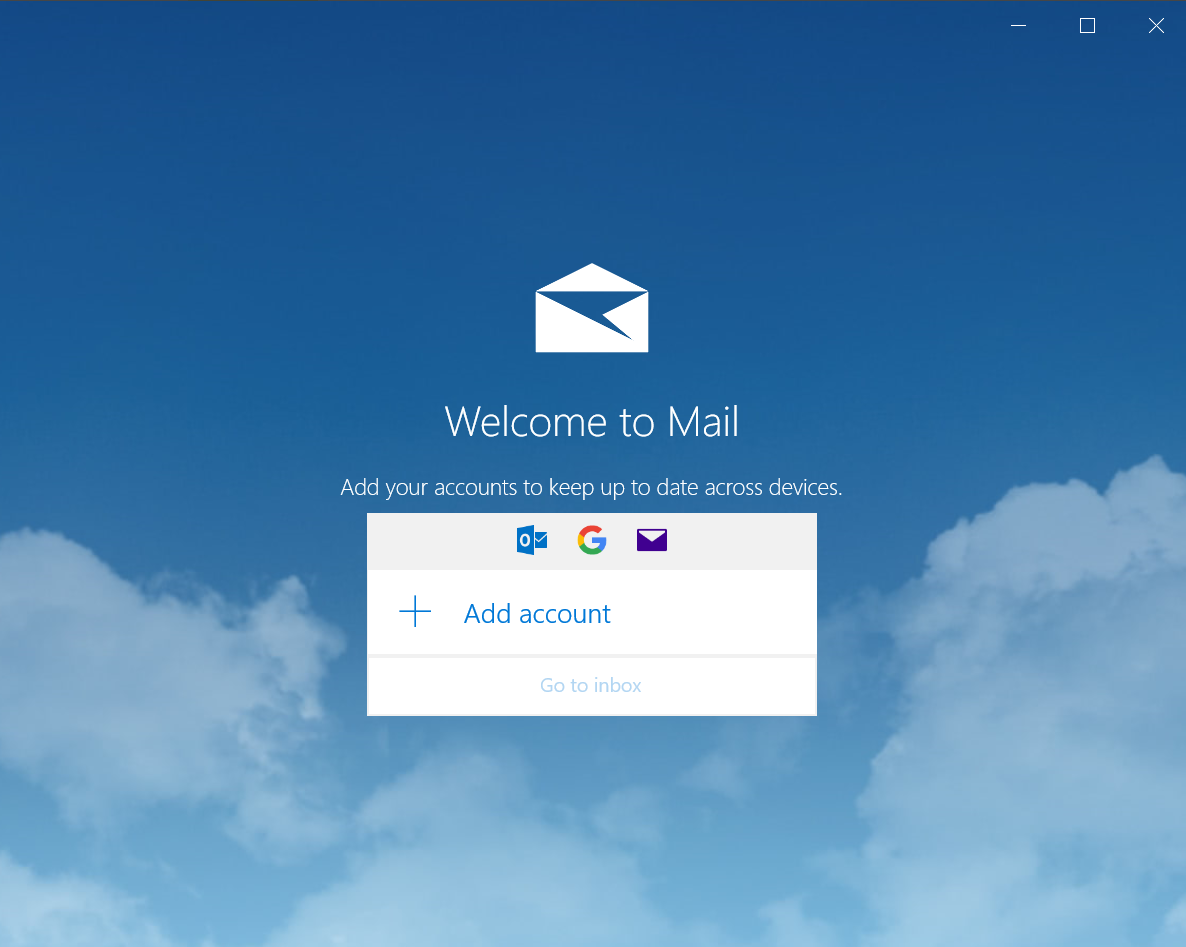 Welcome to Mail
Add your accounts to keep up to date across devices.
Add account
Go to inbox